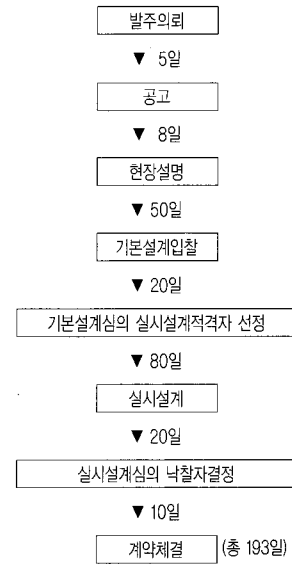 발주의뢰
▼ 5일
공고
▼ 8일
현장설명
▼ 50일
기본설계입찰
▼ 20일
기본설계심의 실시설계적격자 선정
▼ 80일
실시설계
▼ 20일
실시설계심의 낙찰자결정
▼ 10일
계약체결 (총 193일)